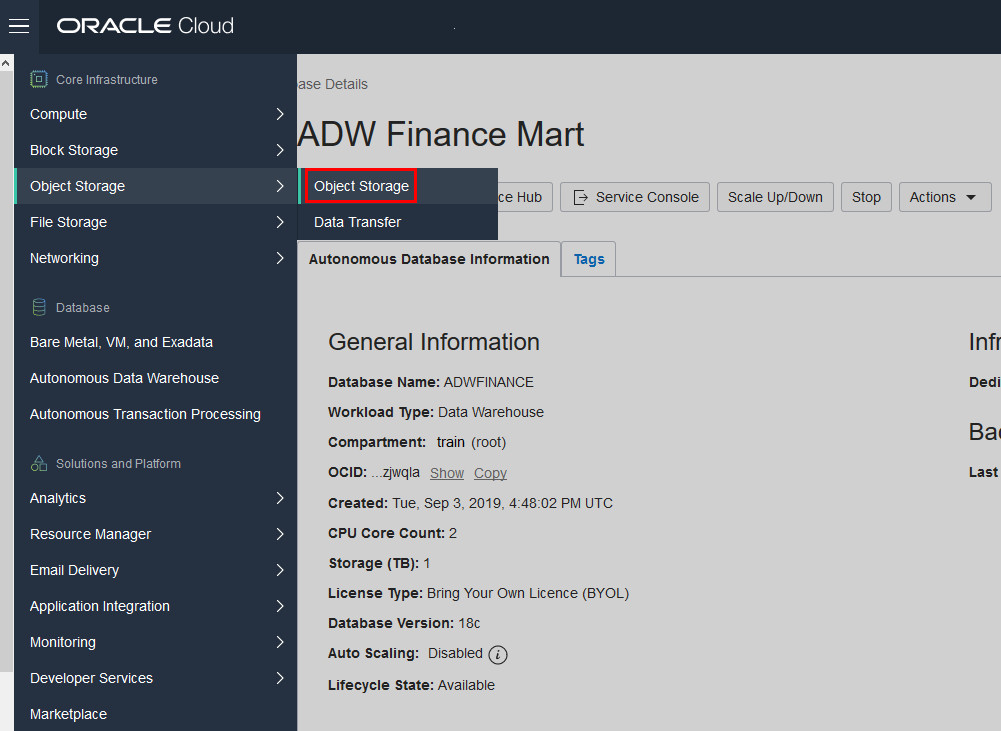 ORACLE Cloud
Core Infrastructure
Compute
Block Storage
Object Storage
File Storage
Networking
Database
Bare Metal, VM, and Exadata
Autonomous Data Warehouse
Autonomous Transaction Processing
Solutions and Platform
Analytics
Resource Manager
Email Delivery
Application Integration
Monitoring
Developer Services
Marketplace
Object Storage
Data Transfer
ase Details
ADW Finance Mart
ce Hub Service Console Scale Up/Down Stop Actions
Autonomous Database Information Tags
General Information
Database Name: ADWFINANCE
Workload Type: Data Warehouse
Compartment: train (root)
OCID: ...zjwqla Show Copy
Created: Tue, Sep 3, 2019, 4:48:02 PM UTC
CPU Core Count: 2
Storage (TB): 1
License Type: Bring Your Own Licence (BYOL)
Database Version: 18c
Auto Scaling: Disabled
Lifecycle State: Available
Infr
Dedi
Bac
Last